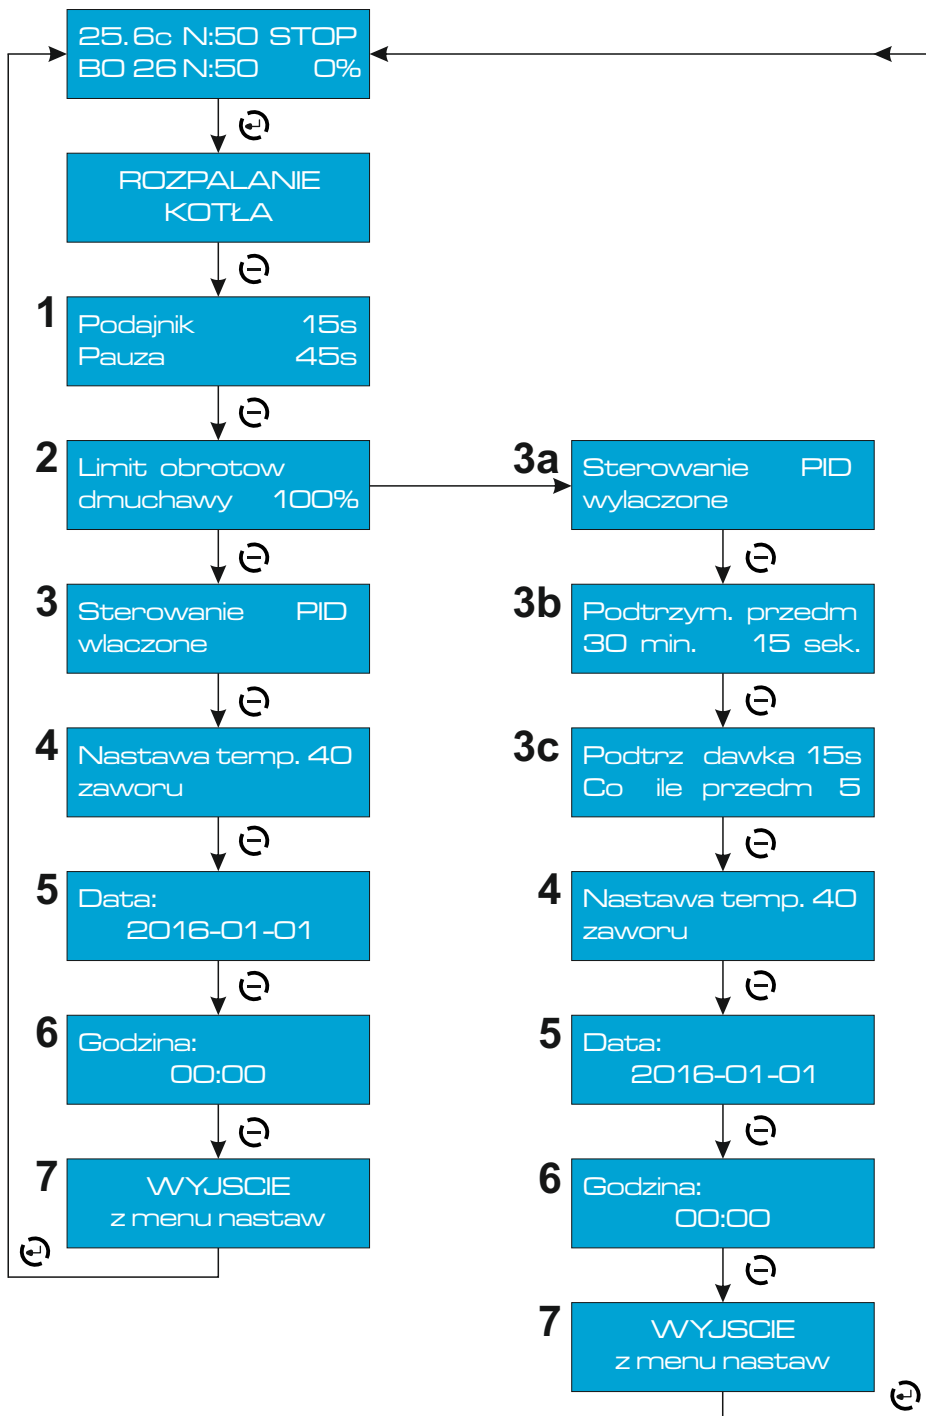 25.6c N:50 STOP
BO 26 N:50 0%
ROZPALANIE
KOTŁA
1
Podajnik 15s
Pauza 45s
2
Limit obrotow
dmuchawy 100%
3
Sterowanie PID
wlaczone
4
Nastawa temp. 40
zaworu
5
Data:
2016-01-01
6
Godzina:
00:00
7
WYJSCIE
z menu nastaw
3a
Sterowanie PID
wylaczone
3b
Podtrzym. przedm
30 min. 15 sek.
3c
Podtrz dawka 15s
Co ile przedm 5
4
Nastawa temp. 40
zaworu
5
Data:
2016-01-01
6
Godzina:
00:00
7
WYJSCIE
z menu nastaw